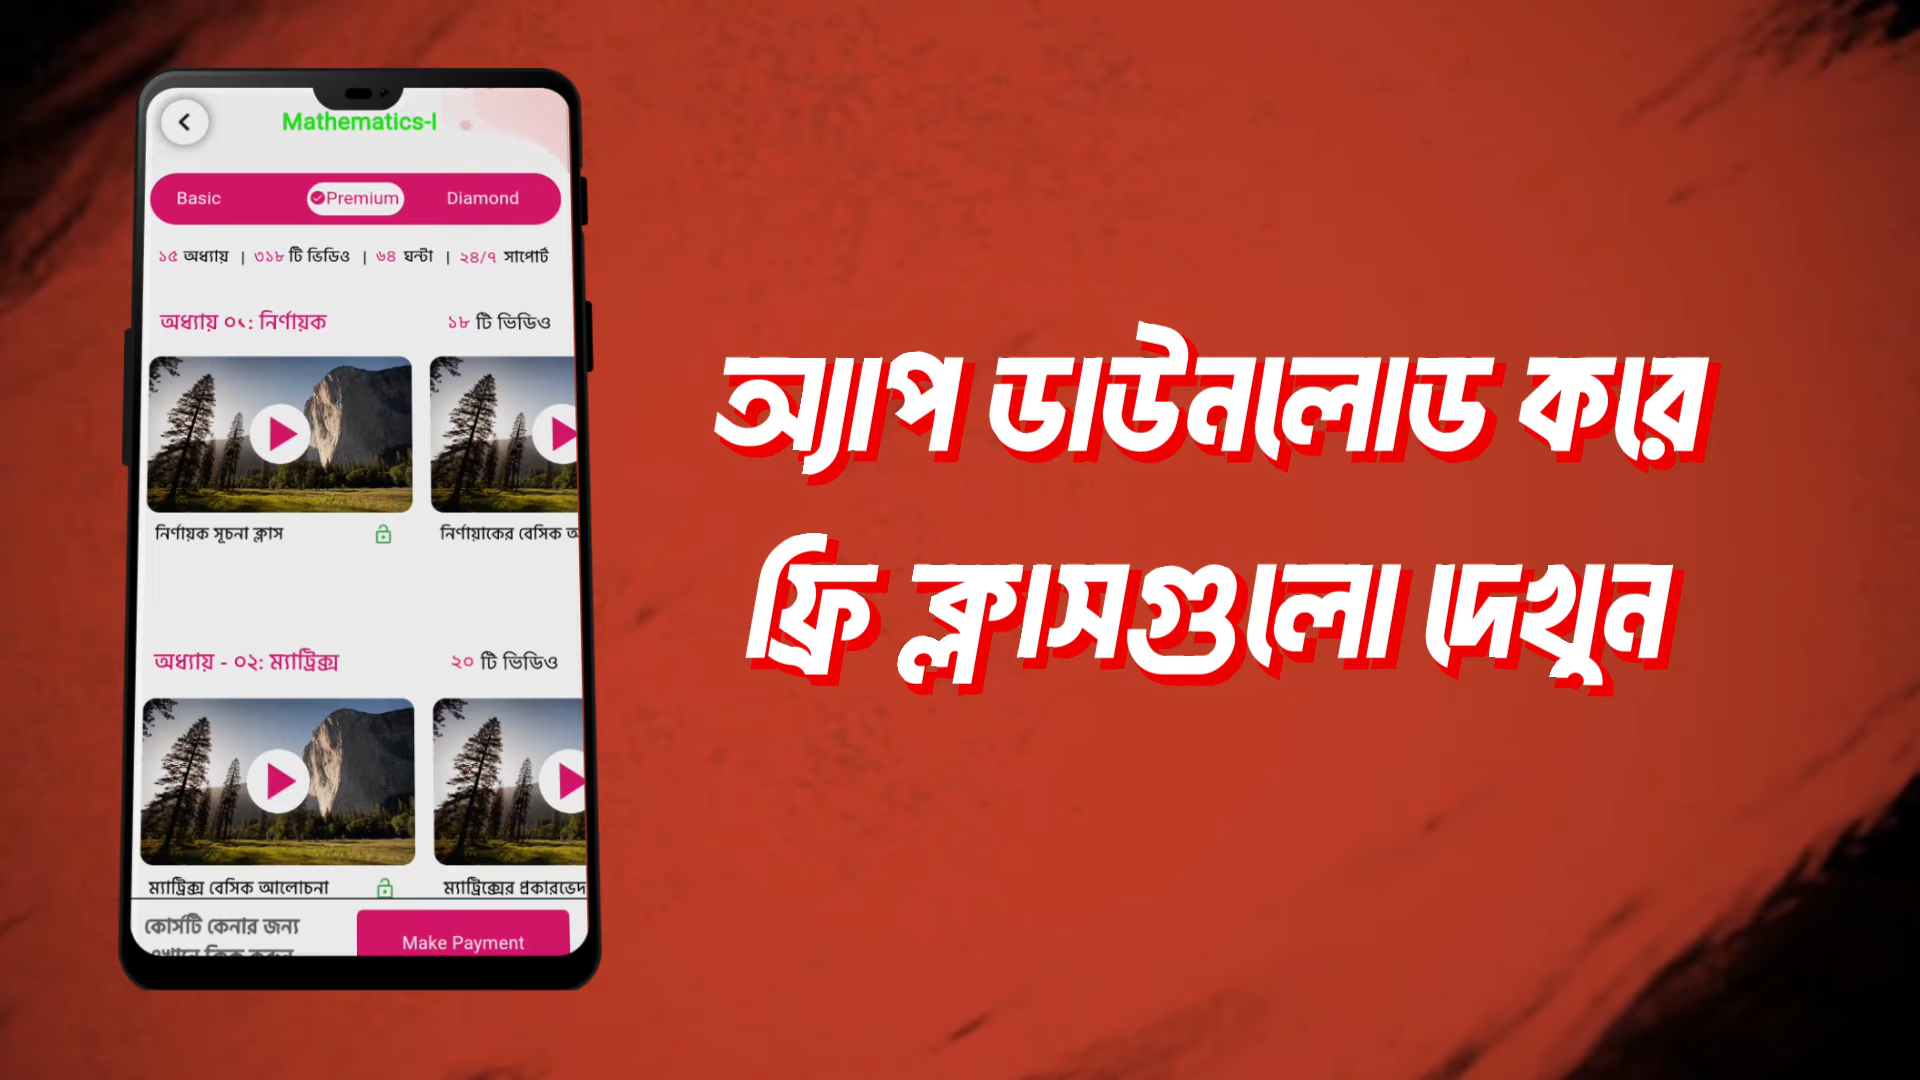 Mathematics-I
Basic Premium Diamond
১৫ অধ্যায় | ৩১৮ টি ভিডিও | ৬৪ ঘন্টা | ২৪/৭ সাপোর্ট
অধ্যায় ০১: নির্ণায়ক ১৮ টি ভিডিও
নির্ণায়ক সূচনা ক্লাস নির্ণায়াকের বেসিক
অধ্যায় - ০২: ম্যাট্রিক্স ২০ টি ভিডিও
ম্যাট্রিক্স বেসিক আলোচনা ম্যাট্রিক্সের প্রকারভেদ
কোর্সটি কেনার জন্য
Make Payment
অ্যাপ ডাউনলোড করে
ফ্রি ক্লাসগুলো দেখুন